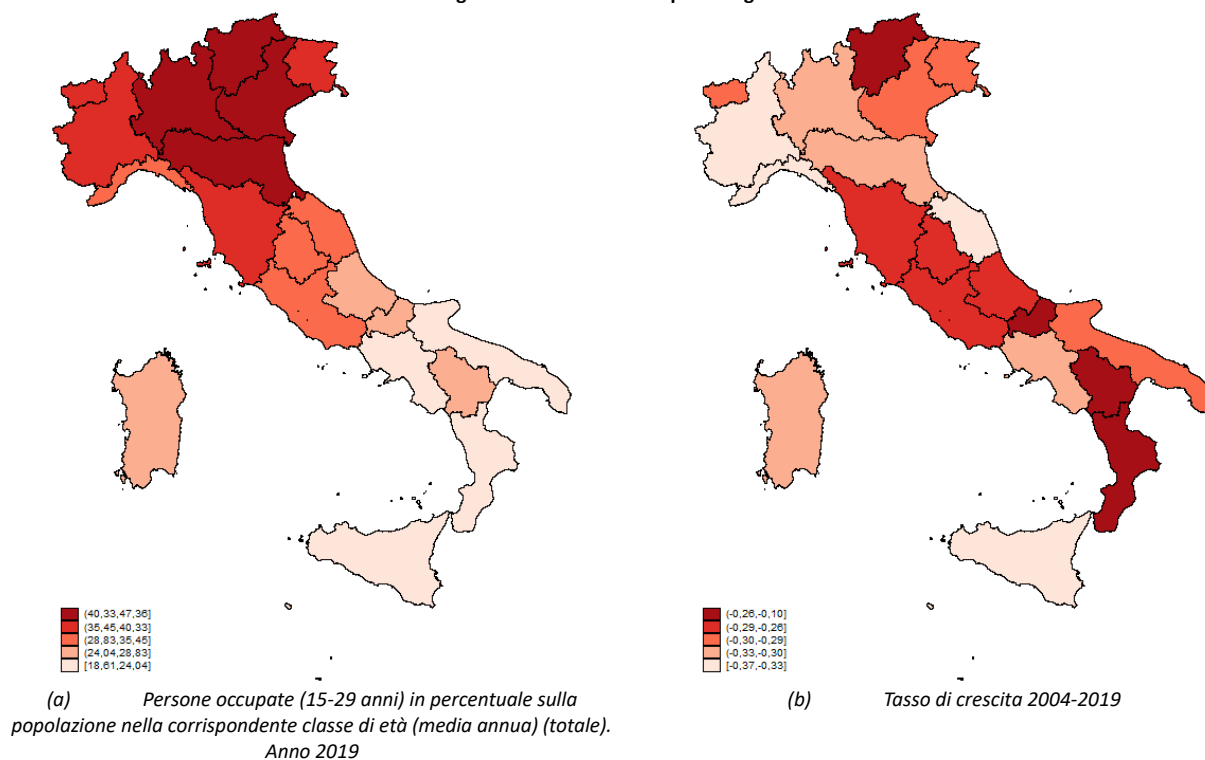 (40,33,47,36]
(35,45,40,33]
(28,83,35,45]
(24,04,28,83]
[18,61,24,04]
(-0,26,-0,10]
(-0,29,-0,26]
(-0,30,-0,29]
(-0,33,-0,30]
[-0,37,-0,33]
(a) Persone occupate (15-29 anni) in percentuale sulla
popolazione nella corrispondente classe di età (media annua) (totale).
Anno 2019
(b) Tasso di crescita 2004-2019